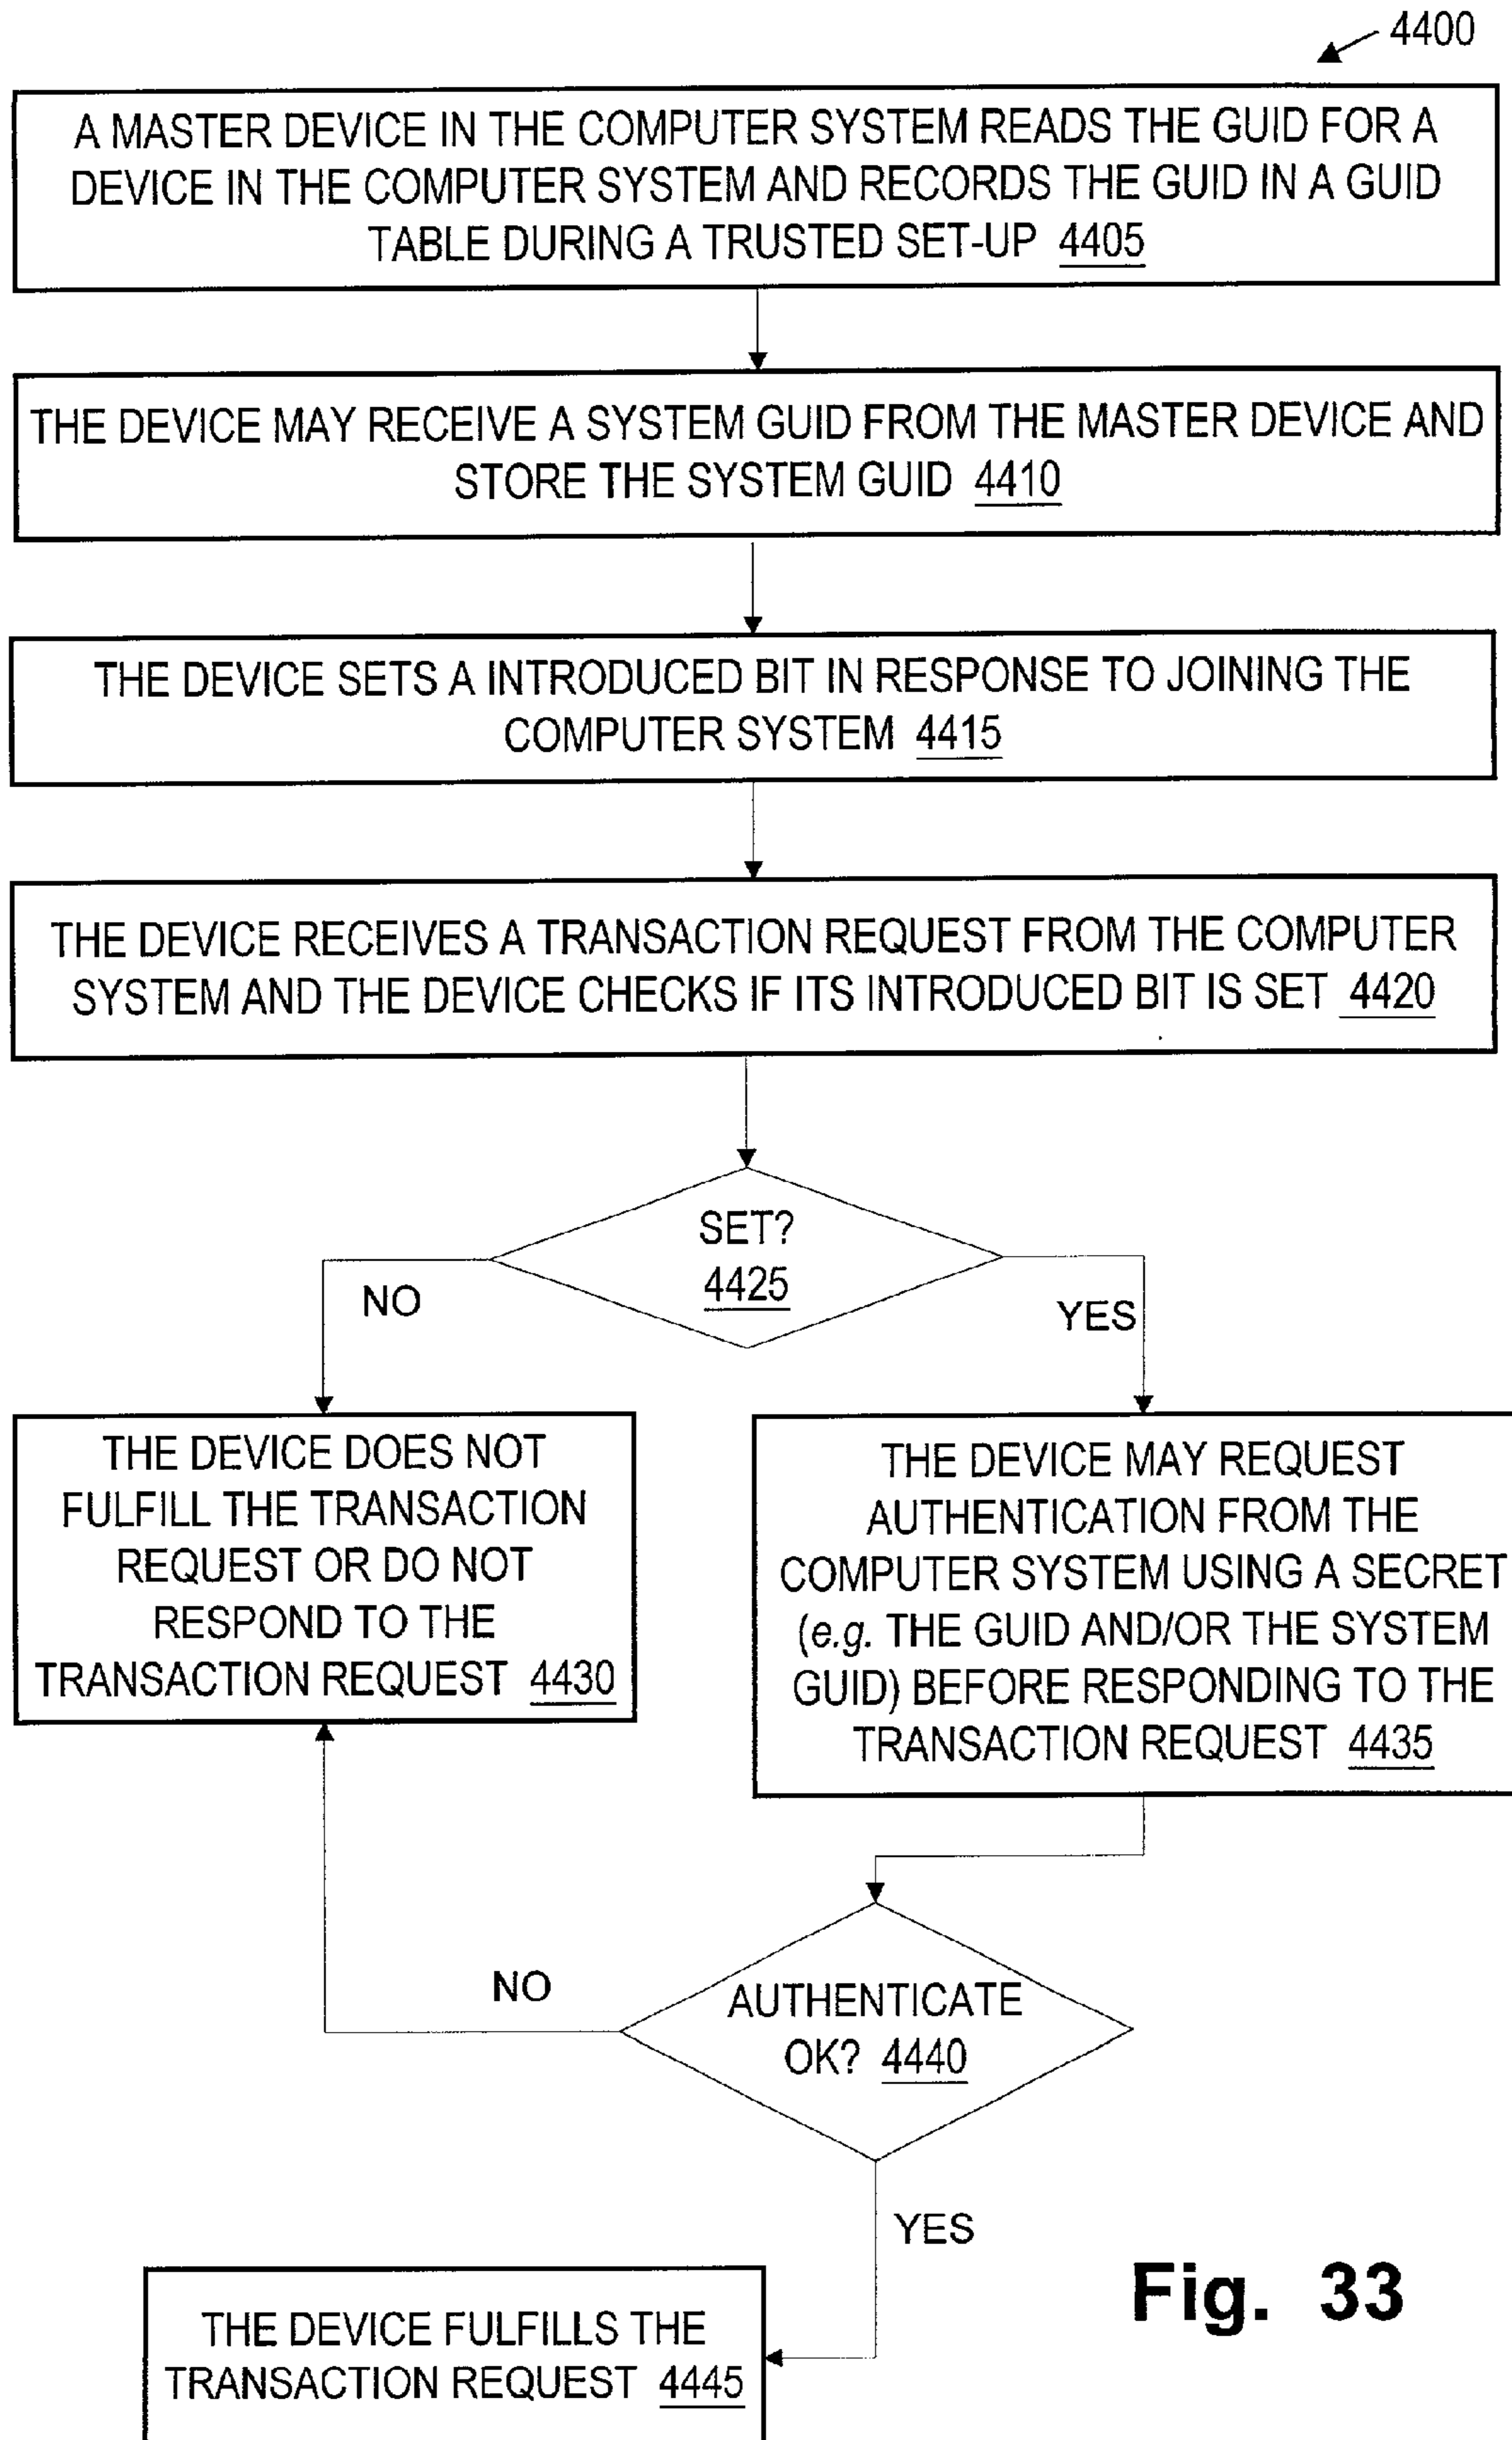 4400
A MASTER DEVICE IN THE COMPUTER SYSTEM READS THE GUID FOR A
DEVICE IN THE COMPUTER SYSTEM AND RECORDS THE GUID IN A GUID
TABLE DURING A TRUSTED SET-UP 4405
THE DEVICE MAY RECEIVE A SYSTEM GUID FROM THE MASTER DEVICE AND
STORE THE SYSTEM GUID 4410
THE DEVICE SETS A INTRODUCED BIT IN RESPONSE TO JOINING THE
COMPUTER SYSTEM 4415
THE DEVICE RECEIVES A TRANSACTION REQUEST FROM THE COMPUTER
SYSTEM AND THE DEVICE CHECKS IF ITS INTRODUCED BIT IS SET 4420
SET?
4425
NO
YES
THE DEVICE DOES NOT
FULFILL THE TRANSACTION
REQUEST OR DO NOT
RESPOND TO THE
TRANSACTION REQUEST 4430
THE DEVICE MAY REQUEST
AUTHENTICATION FROM THE
COMPUTER SYSTEM USING A SECRET
(e.g. THE GUID AND/OR THE SYSTEM
GUID) BEFORE RESPONDING TO THE
TRANSACTION REQUEST 4435
NO
AUTHENTICATE
OK? 4440
YES
THE DEVICE FULFILLS THE
TRANSACTION REQUEST 4445
Fig. 33